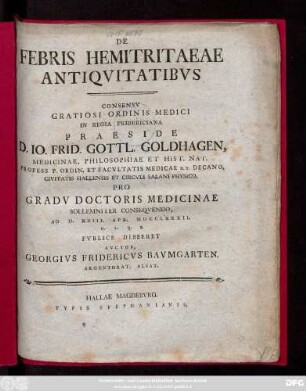 DE
FEBRIS HEMITRITAEAE
ANTIQVITATIBVS
CONSENSV
GRATIOSI ORDINIS MEDICI
IN REGIA FRIDERICIANA
PRAESIDE
D. IO. FRID. GOTTL. GOLDHAGEN,
MEDICINAE, PHILOSOPHIAE ET HIST. NAT.
PROFESS P. ORDIN, ET FACVLTATIS MEDICAE DECANO,
CIVITATIS HALLENSIS ET CIRCVLI SALANI PHYSICO,
PRO
GRADV DOCTORIS MEDICINAE
SOLLEMNITER CONSEQVENDO,
AD D. XXIII. APR. MDCCLXXXII.
PVBLICE DISSERET
AVCTOR
GEORGIVS FRIDERICVS BAVMGARTEN,
ARGENTORAT. ALSAT.
HALLAE MAGDEBVRG.
TYPIS STEPHANIANIS.